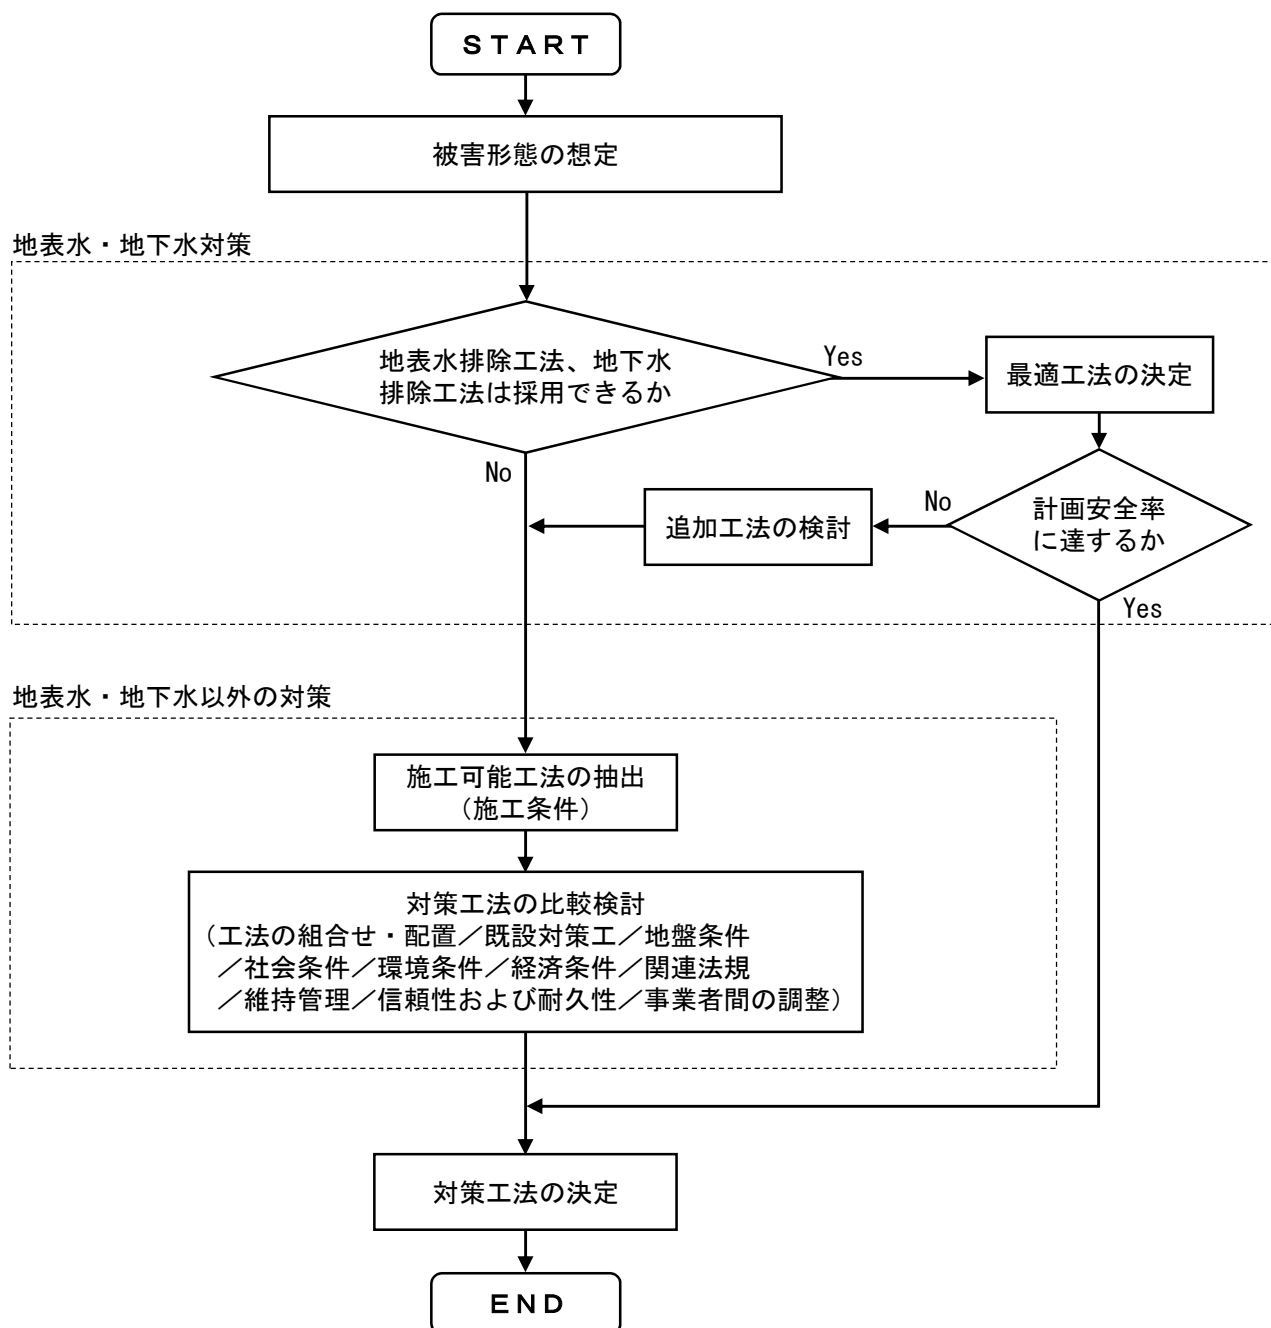 ＳＴＡＲＴ
被害形態の想定
地表水・地下水対策
地表水排除工法、地下水
排除工法は採用できるか
Yes
最適工法の決定
No
計画安全率
に達するか
No
追加工法の検討
Yes
地表水・地下水以外の対策
施工可能工法の抽出
（施工条件）
対策工法の比較検討
（工法の組合せ・配置／既設対策工／地盤条件
／社会条件／環境条件／経済条件／関連法規
／維持管理／信頼性および耐久性／事業者間の調整）
対策工法の決定
ＥＮＤ